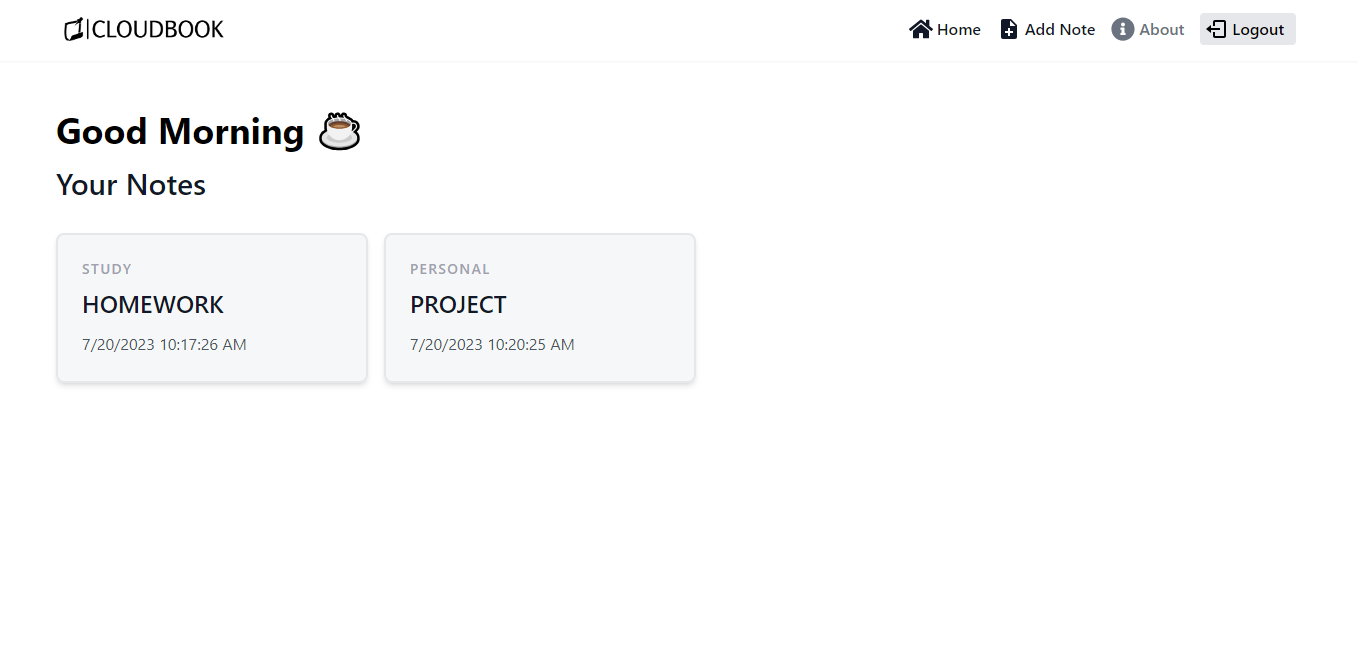 CLOUDBOOK Home Add Note About Logout
Good Morning ☕
Your Notes
STUDY
HOMEWORK
7/20/2023 10:17:26 AM
PERSONAL
PROJECT
7/20/2023 10:20:25 AM